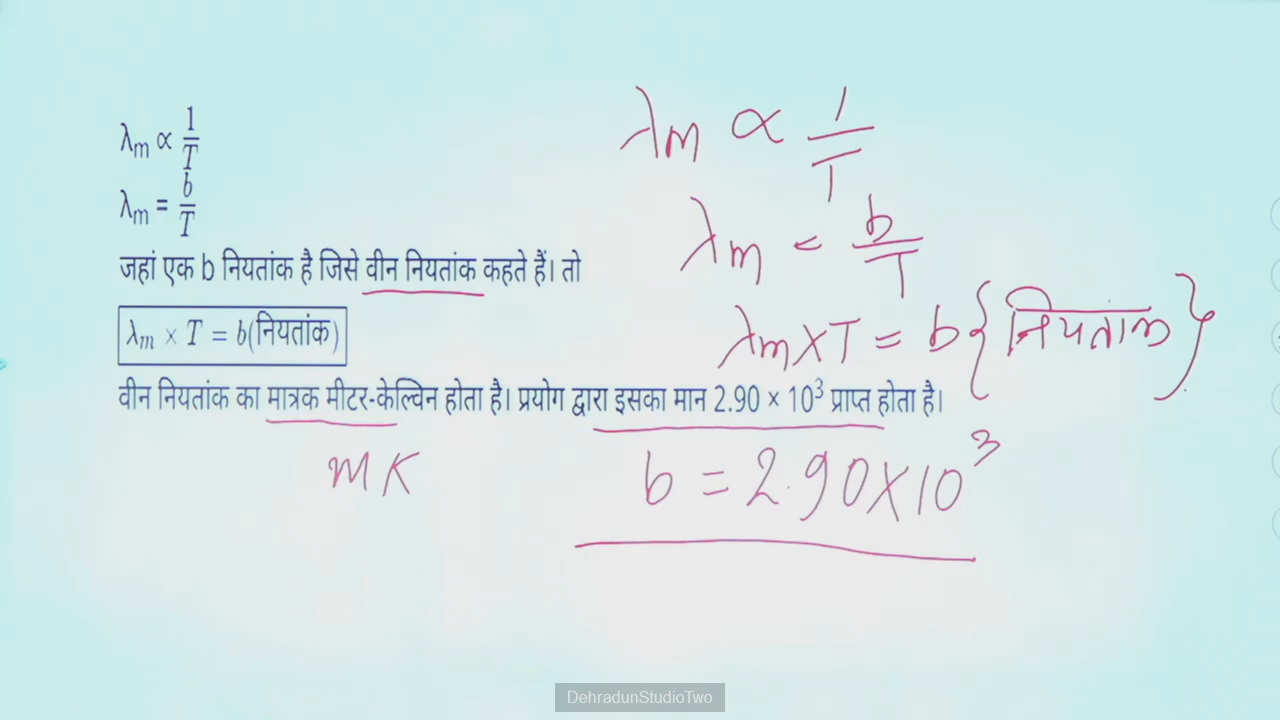 λm ∝ 1/T
λm = b/T
जहां एक b नियतांक है जिसे वीन नियतांक कहते हैं। तो
λm × T = b(नियतांक)
वीन नियतांक का मात्रक मीटर-केल्विन होता है। प्रयोग द्वारा इसका मान 2.90 × 10³ प्राप्त होता है।
λm ∝ 1/T
λm = b/T
λm X T = b {नियतांक}
mK
b = 2.90 X 10³
DehradunStudioTwo